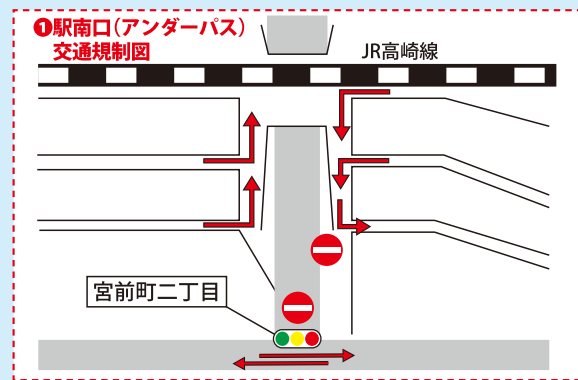 ❶駅南口（アンダーパス）
交通規制図
JR高崎線
宮前町二丁目